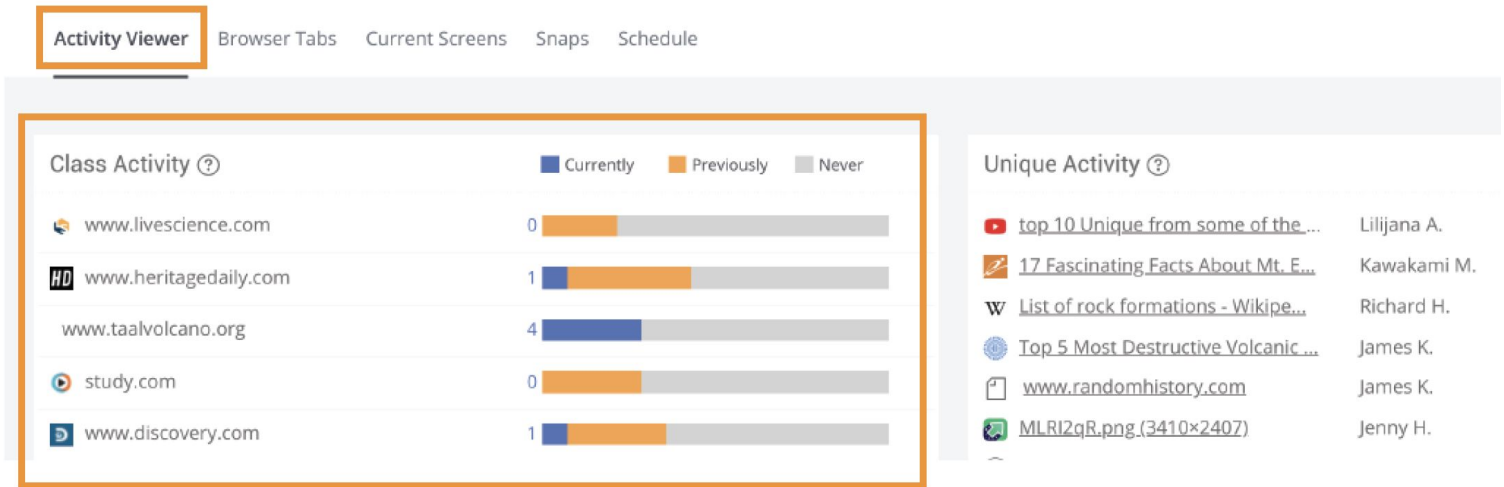 Activity Viewer Browser Tabs Current Screens Snaps Schedule
Class Activity ? Currently Previously Never
www.livescience.com 0
HD www.heritagedaily.com 1
www.taalvolcano.org 4
study.com 0
www.discovery.com 1
Unique Activity ?
top 10 Unique from some of the ... Lilijana A.
17 Fascinating Facts About Mt. E... Kawakami M.
W List of rock formations - Wikipe... Richard H.
Top 5 Most Destructive Volcanic ... James K.
www.randomhistory.com James K.
MLRI2qR.png (3410×2407) Jenny H.